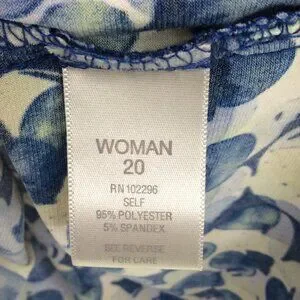 WOMAN
20
RN 102296
SELF
95% POLYESTER
5% SPANDEX
SEE REVERSE
FOR CARE